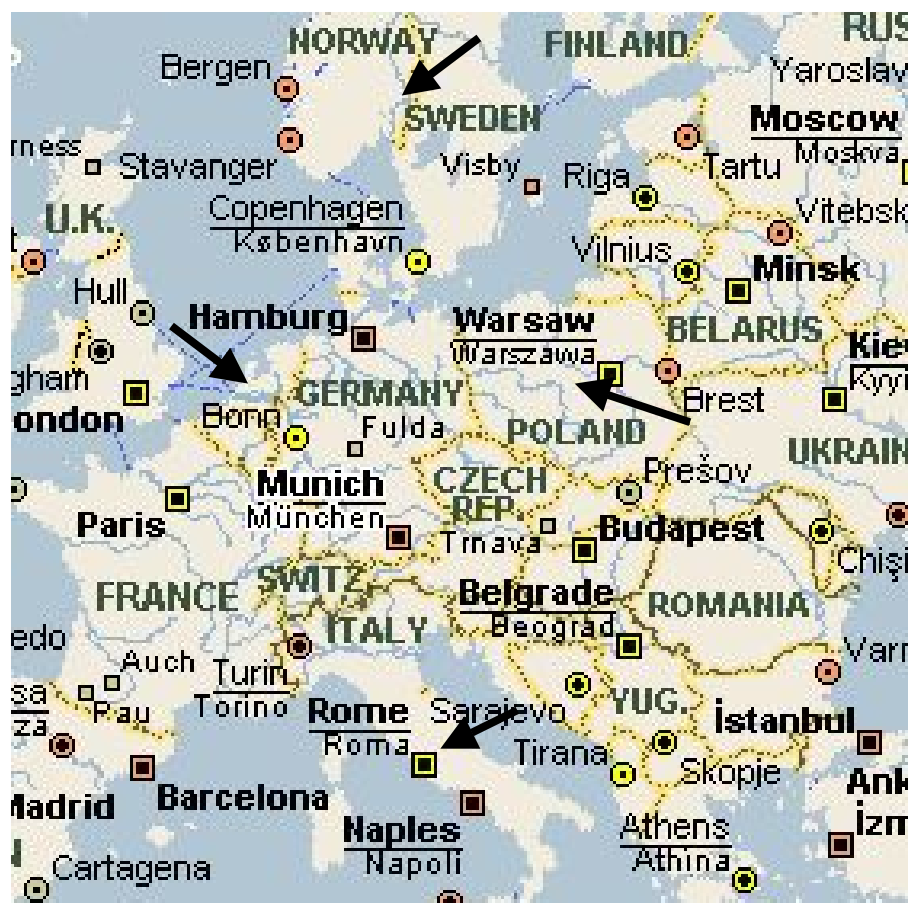 NORWAY
FINLAND
RUS
Bergen
Yaroslav
SWEDEN
Moscow
Moskva
rness
Stavanger
Visby
Riga
Tartu
U.K.
Copenhagen
København
Vitebsk
t
Vilnius
Minsk
Hull
Hamburg
Warsaw
Warszawa
BELARUS
Kie
Kyyi
gham
GERMANY
Brest
ondon
Bonn
Fulda
POLAND
UKRAIN
Munich
München
CZECH
REP.
Prešov
Paris
Trnava
Budapest
Chişi
FRANCE
SWITZ.
Belgrade
Beograd
ROMANIA
edo
ITALY
Auch
Turin
Torino
Varn
sa
za
Pau
Rome
Roma
Sarajevo
YUG.
İstanbul
Tirana
Skopje
Madrid
Barcelona
Ank
İzm
Naples
Napoli
Athens
Athina
N
Cartagena